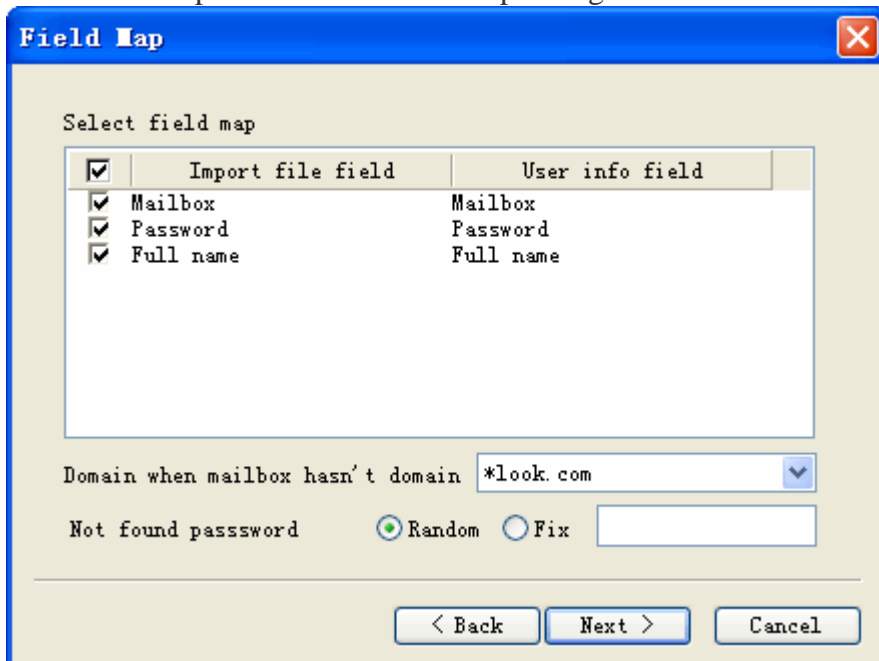 Field Map
Select field map
Import file field User info field
Mailbox Mailbox
Password Password
Full name Full name
Domain when mailbox hasn't domain *look.com
Not found passsword Random Fix
< Back Next > Cancel